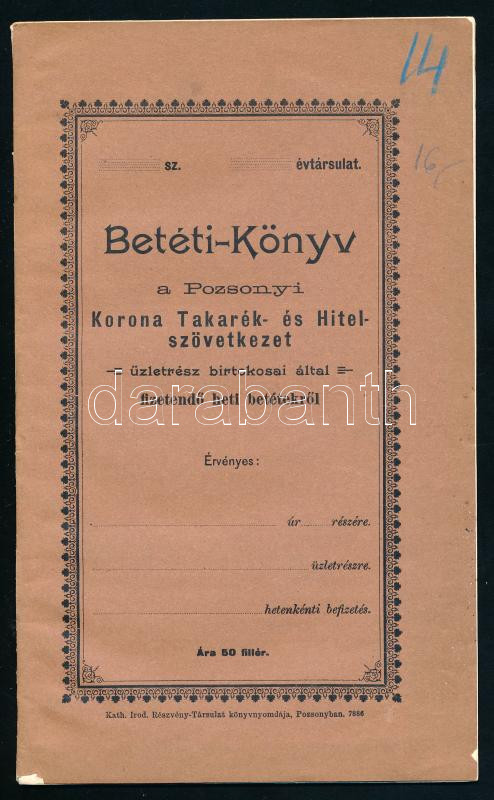 14
16,-
sz. évtársulat.
Betéti-Könyv
a Pozsonyi
Korona Takarék- és Hitel-
szövetkezet
üzletrész birtokosai által
fizetendő heti betétekről
darabanth
Érvényes:
úr részére.
üzletrészre.
hetenkénti befizetés.
Ára 50 fillér.
Kath. Irod. Részvény-Társulat könyvnyomdája, Pozsonyban. 7886